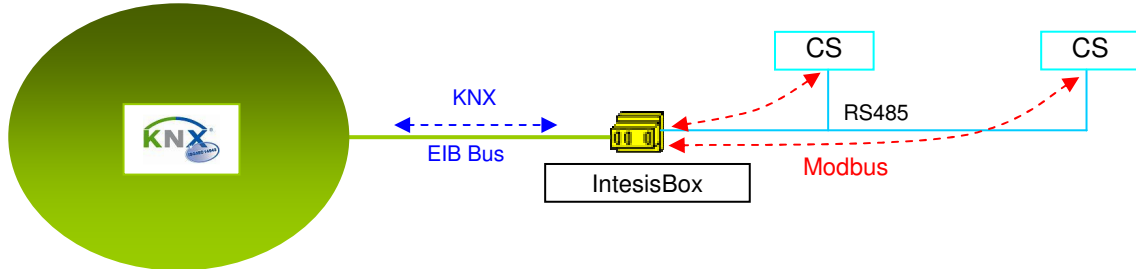 CS
CS
KNX
KNX
RS485
EIB Bus
Modbus
IntesisBox